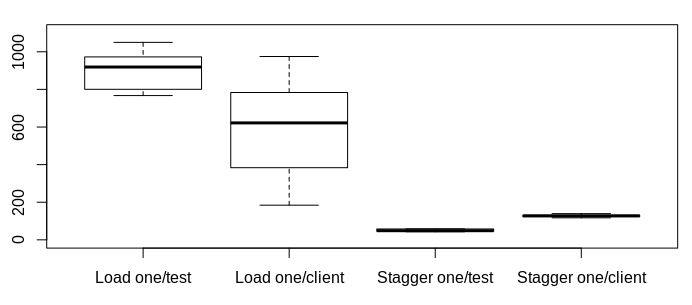 1000
600
200
0
Load one/test
Load one/client
Stagger one/test
Stagger one/client